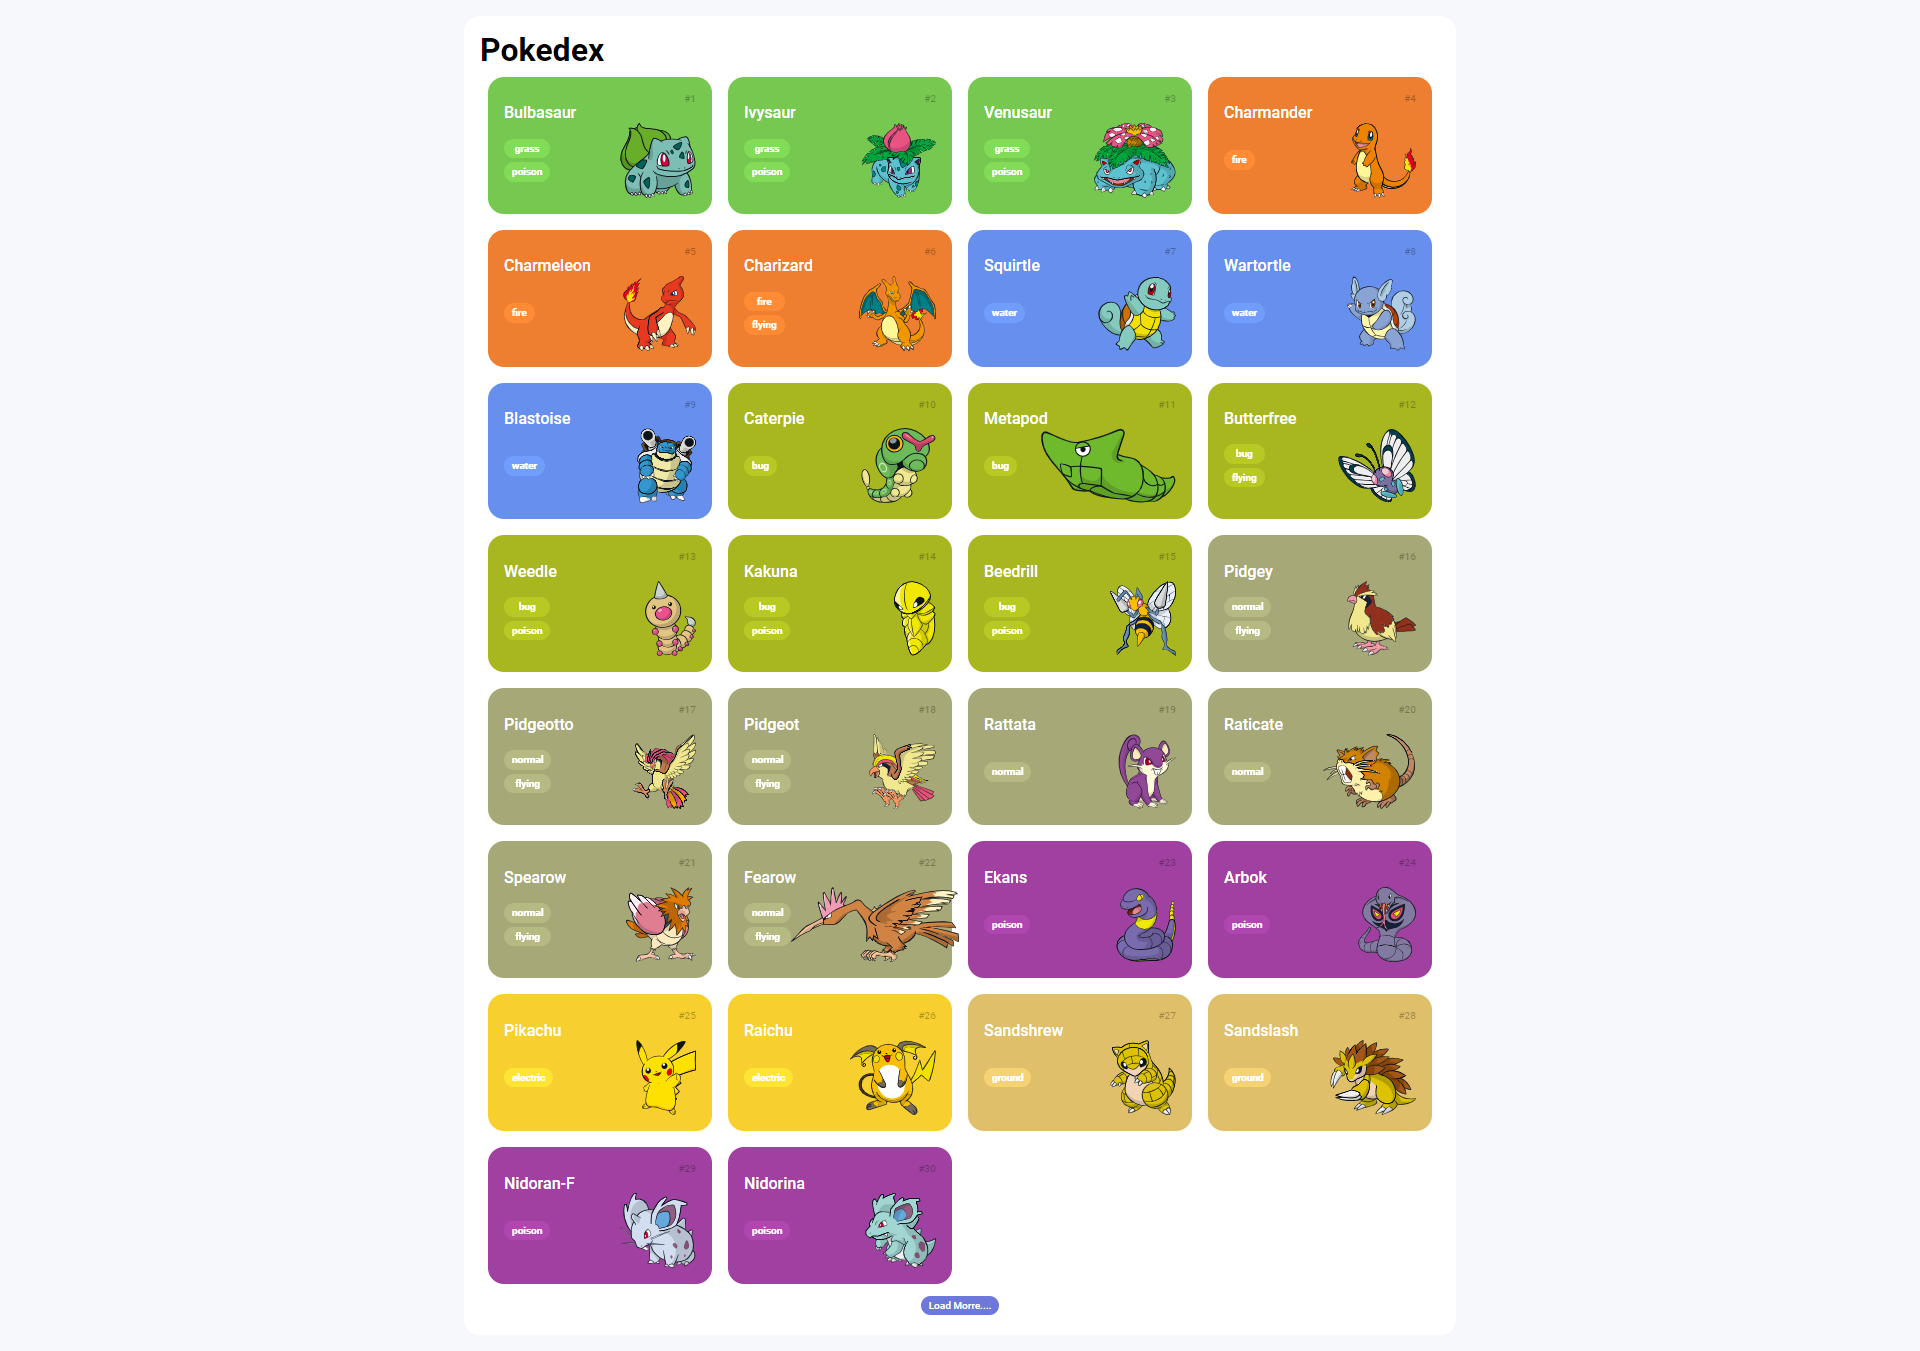 Pokedex
#1
Bulbasaur
grass
poison
#2
Ivysaur
grass
poison
#3
Venusaur
grass
poison
#4
Charmander
fire
#5
Charmeleon
fire
#6
Charizard
fire
flying
#7
Squirtle
water
#8
Wartortle
water
#9
Blastoise
water
#10
Caterpie
bug
#11
Metapod
bug
#12
Butterfree
bug
flying
#13
Weedle
bug
poison
#14
Kakuna
bug
poison
#15
Beedrill
bug
poison
#16
Pidgey
normal
flying
#17
Pidgeotto
normal
flying
#18
Pidgeot
normal
flying
#19
Rattata
normal
#20
Raticate
normal
#21
Spearow
normal
flying
#22
Fearow
normal
flying
#23
Ekans
poison
#24
Arbok
poison
#25
Pikachu
electric
#26
Raichu
electric
#27
Sandshrew
ground
#28
Sandslash
ground
#29
Nidoran-F
poison
#30
Nidorina
poison
Load Morre....